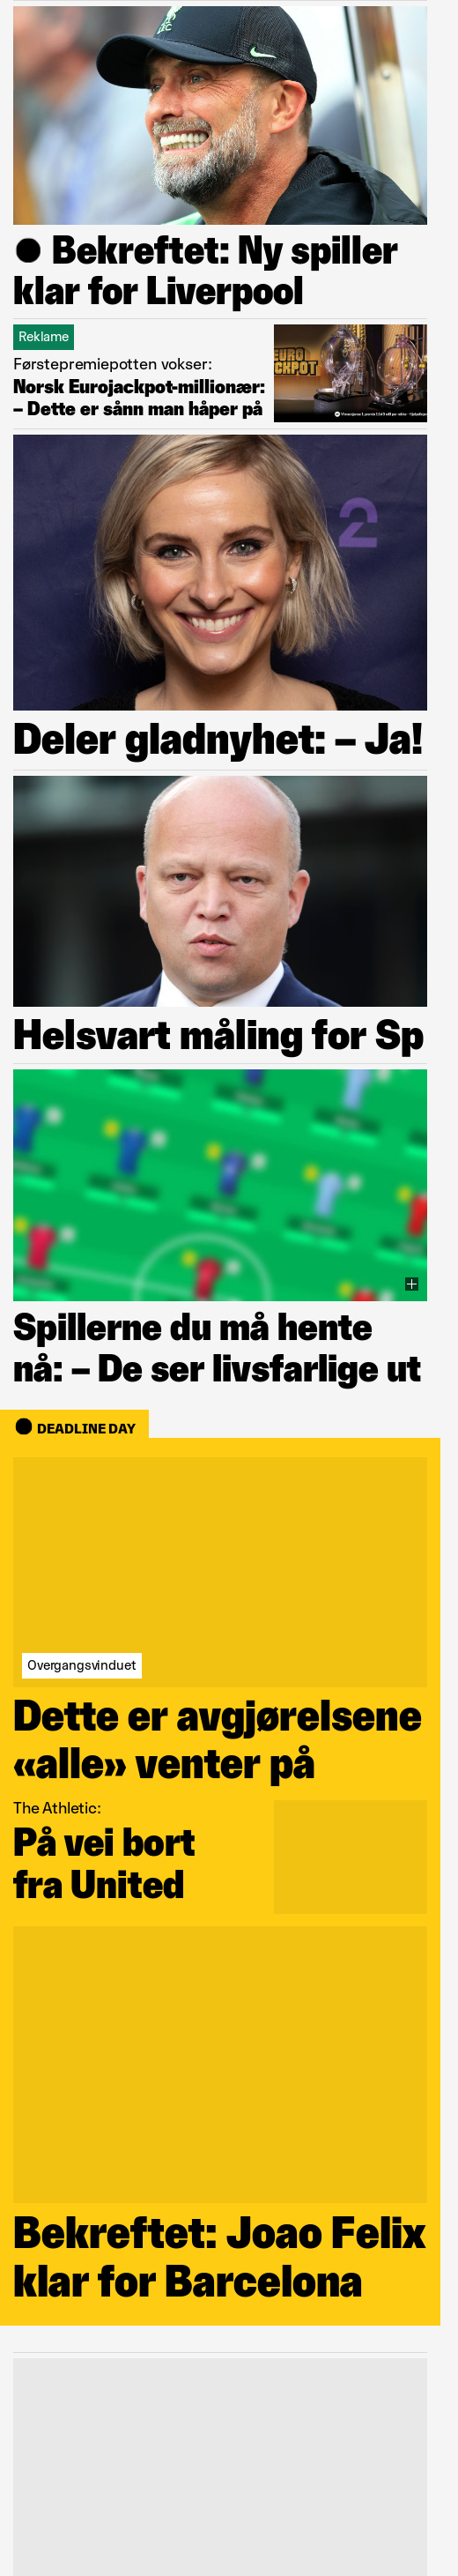 Bekreftet: Ny spiller
klar for Liverpool
Reklame
Førstepremiepotten vokser:
Norsk Eurojackpot-millionær:
– Dette er sånn man håper på
2
Deler gladnyhet: – Ja!
Helsvart måling for Sp
Spillerne du må hente
nå: – De ser livsfarlige ut
DEADLINE DAY
Overgangsvinduet
Dette er avgjørelsene
«alle» venter på
The Athletic:
På vei bort
fra United
Bekreftet: Joao Felix
klar for Barcelona